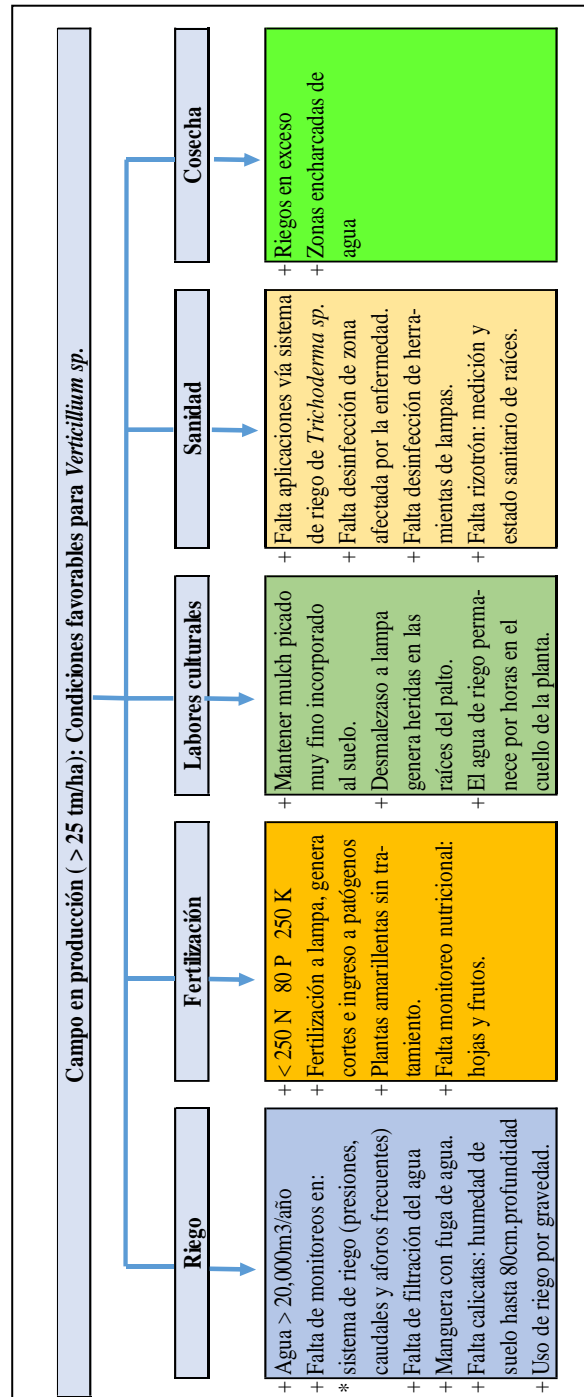 Campo en producción ( > 25 tm/ha): Condiciones favorables para Verticillium sp.
Riego
+ Agua > 20,000m3/año
+ Falta de monitoreos en:
* sistema de riego (presiones,
caudales y aforos frecuentes)
+ Falta de filtración del agua
+ Manguera con fuga de agua.
+ Falta calicatas: humedad de
suelo hasta 80cm.profundidad
+ Uso de riego por gravedad.
Fertilización
+ < 250 N 80 P 250 K
+ Fertilización a lampa, genera
cortes e ingreso a patógenos
+ Plantas amarillentas sin tra-
tamiento.
+ Falta monitoreo nutricional:
hojas y frutos.
Labores culturales
+ Mantener mulch picado
muy fino incorporado
al suelo.
+ Desmalezaso a lampa
genera heridas en las
raíces del palto.
+ El agua de riego perma-
nece por horas en el
cuello de la planta.
Sanidad
+ Falta aplicaciones vía sistema
de riego de Trichoderma sp.
+ Falta desinfección de zona
afectada por la enfermedad.
+ Falta desinfección de herra-
mientas de lampas.
+ Falta rizotrón: medición y
estado sanitario de raíces.
Cosecha
+ Riegos en exceso
+ Zonas encharcadas de
agua